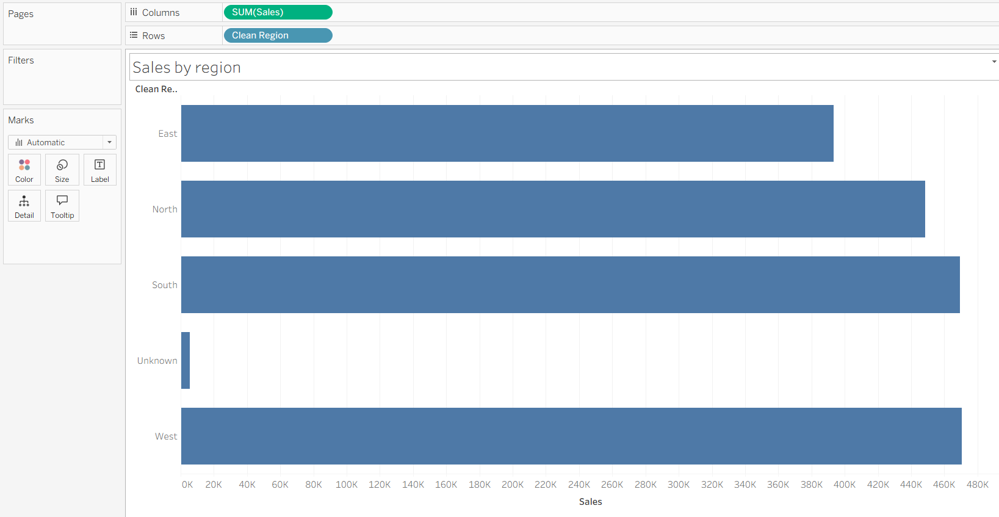 Pages
Columns
SUM(Sales)
Rows
Clean Region
Filters
Sales by region
Clean Re..
Marks
East
Automatic
Color
Size
Label
North
Detail
Tooltip
South
Unknown
West
0K 20K 40K 60K 80K 100K 120K 140K 160K 180K 200K 220K 240K 260K 280K 300K 320K 340K 360K 380K 400K 420K 440K 460K 480K
Sales